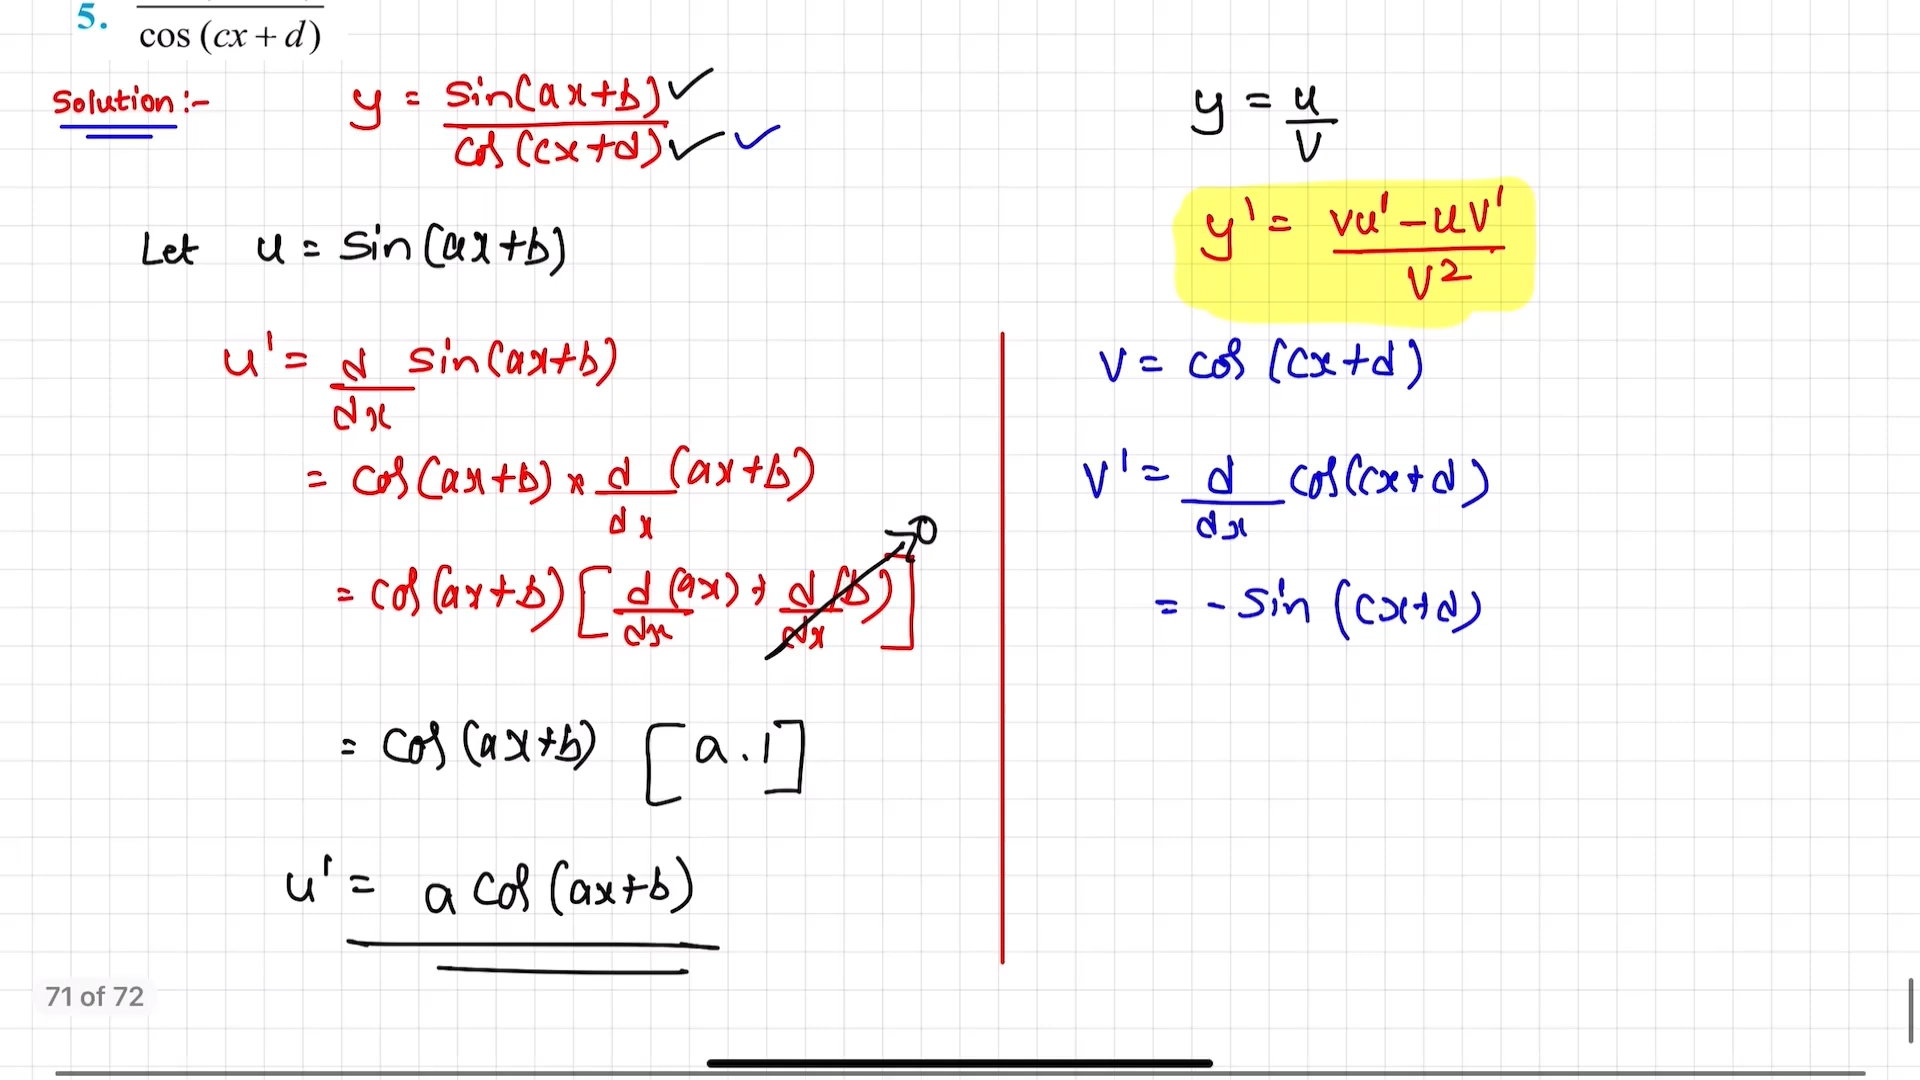 5. cos (cx + d)
Solution :-
y = sin(ax+b) / cos(cx+d)
Let u = sin(ax+b)
u' = d/dx sin(ax+b)
= cos(ax+b) × d/dx (ax+b)
= cos(ax+b) [ d/dx (ax) + d/dx (b) ] → 0
= cos(ax+b) [a.1]
u' = a cos(ax+b)
y = u/v
y' = vu' - uv' / v²
v = cos(cx+d)
v' = d/dx cos(cx+d)
= - sin(cx+d)
71 of 72